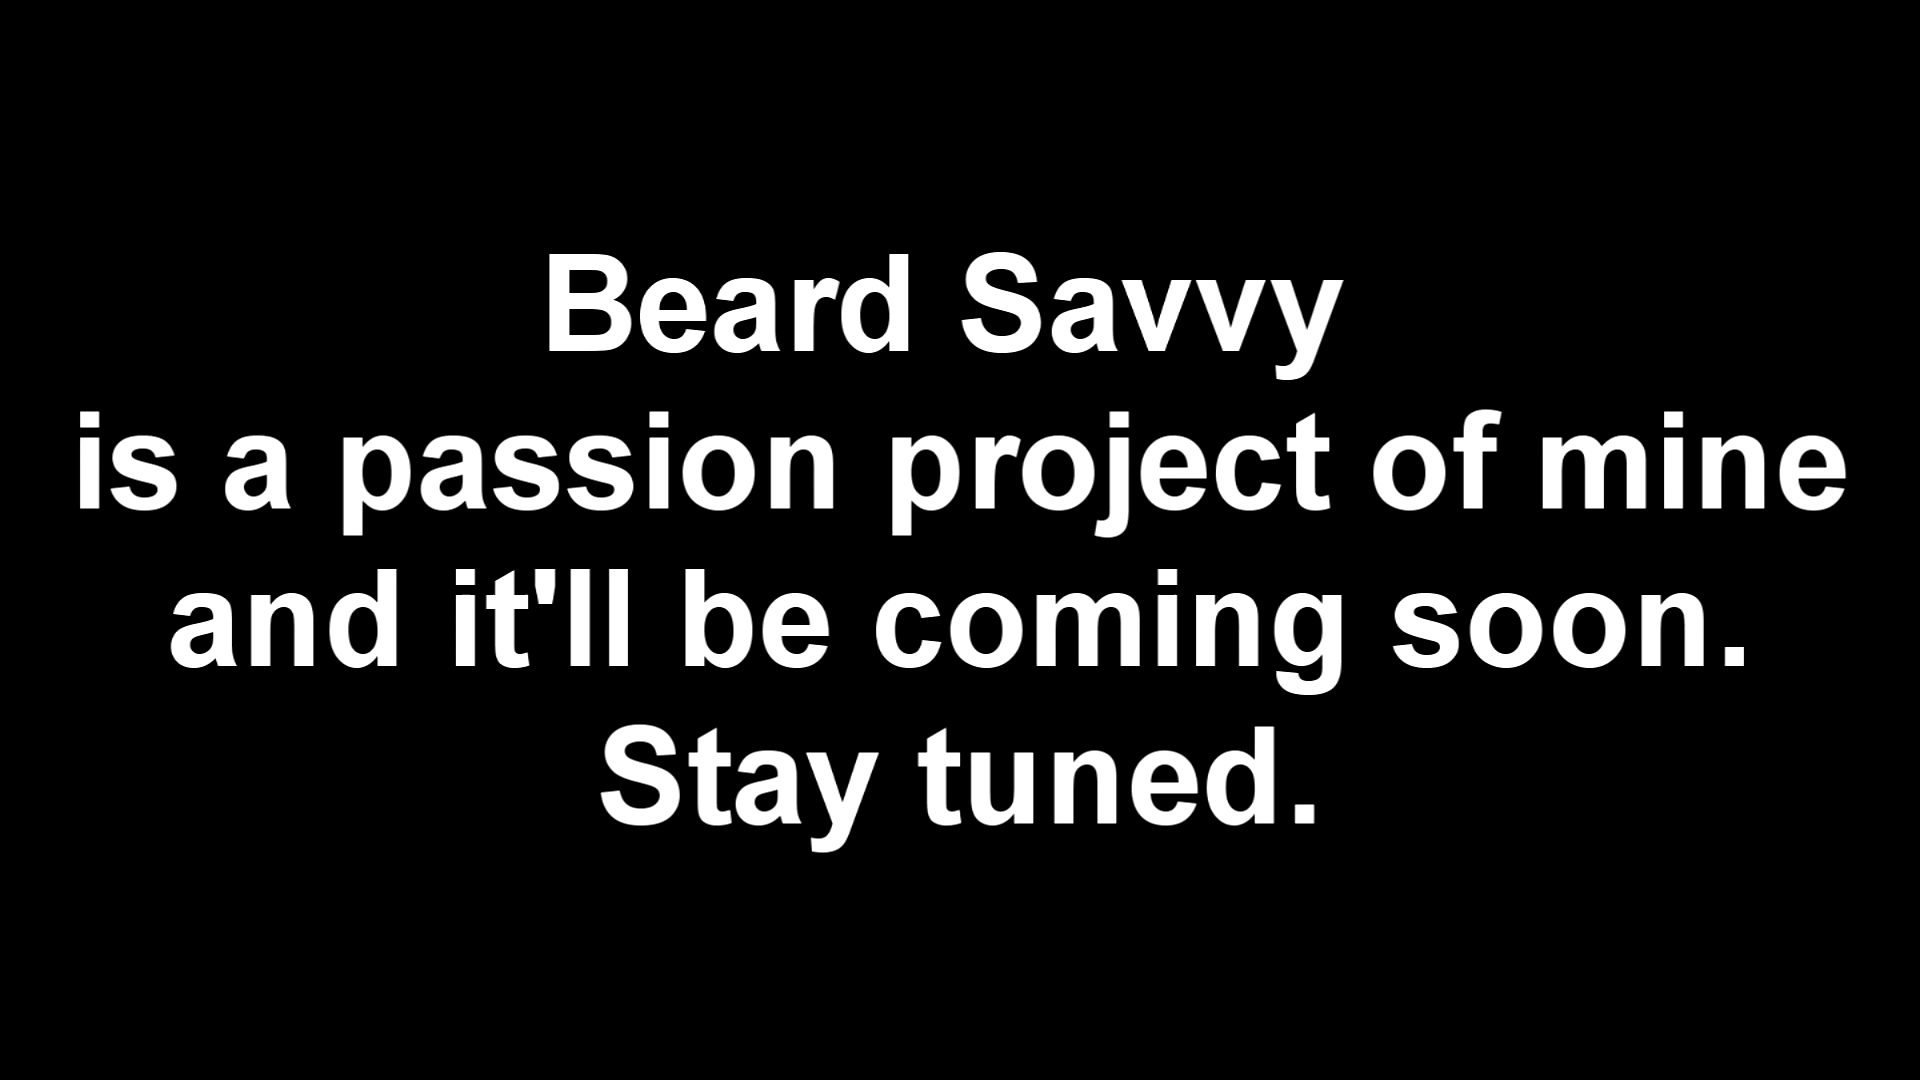 Beard Savvy
is a passion project of mine
and it'll be coming soon.
Stay tuned.